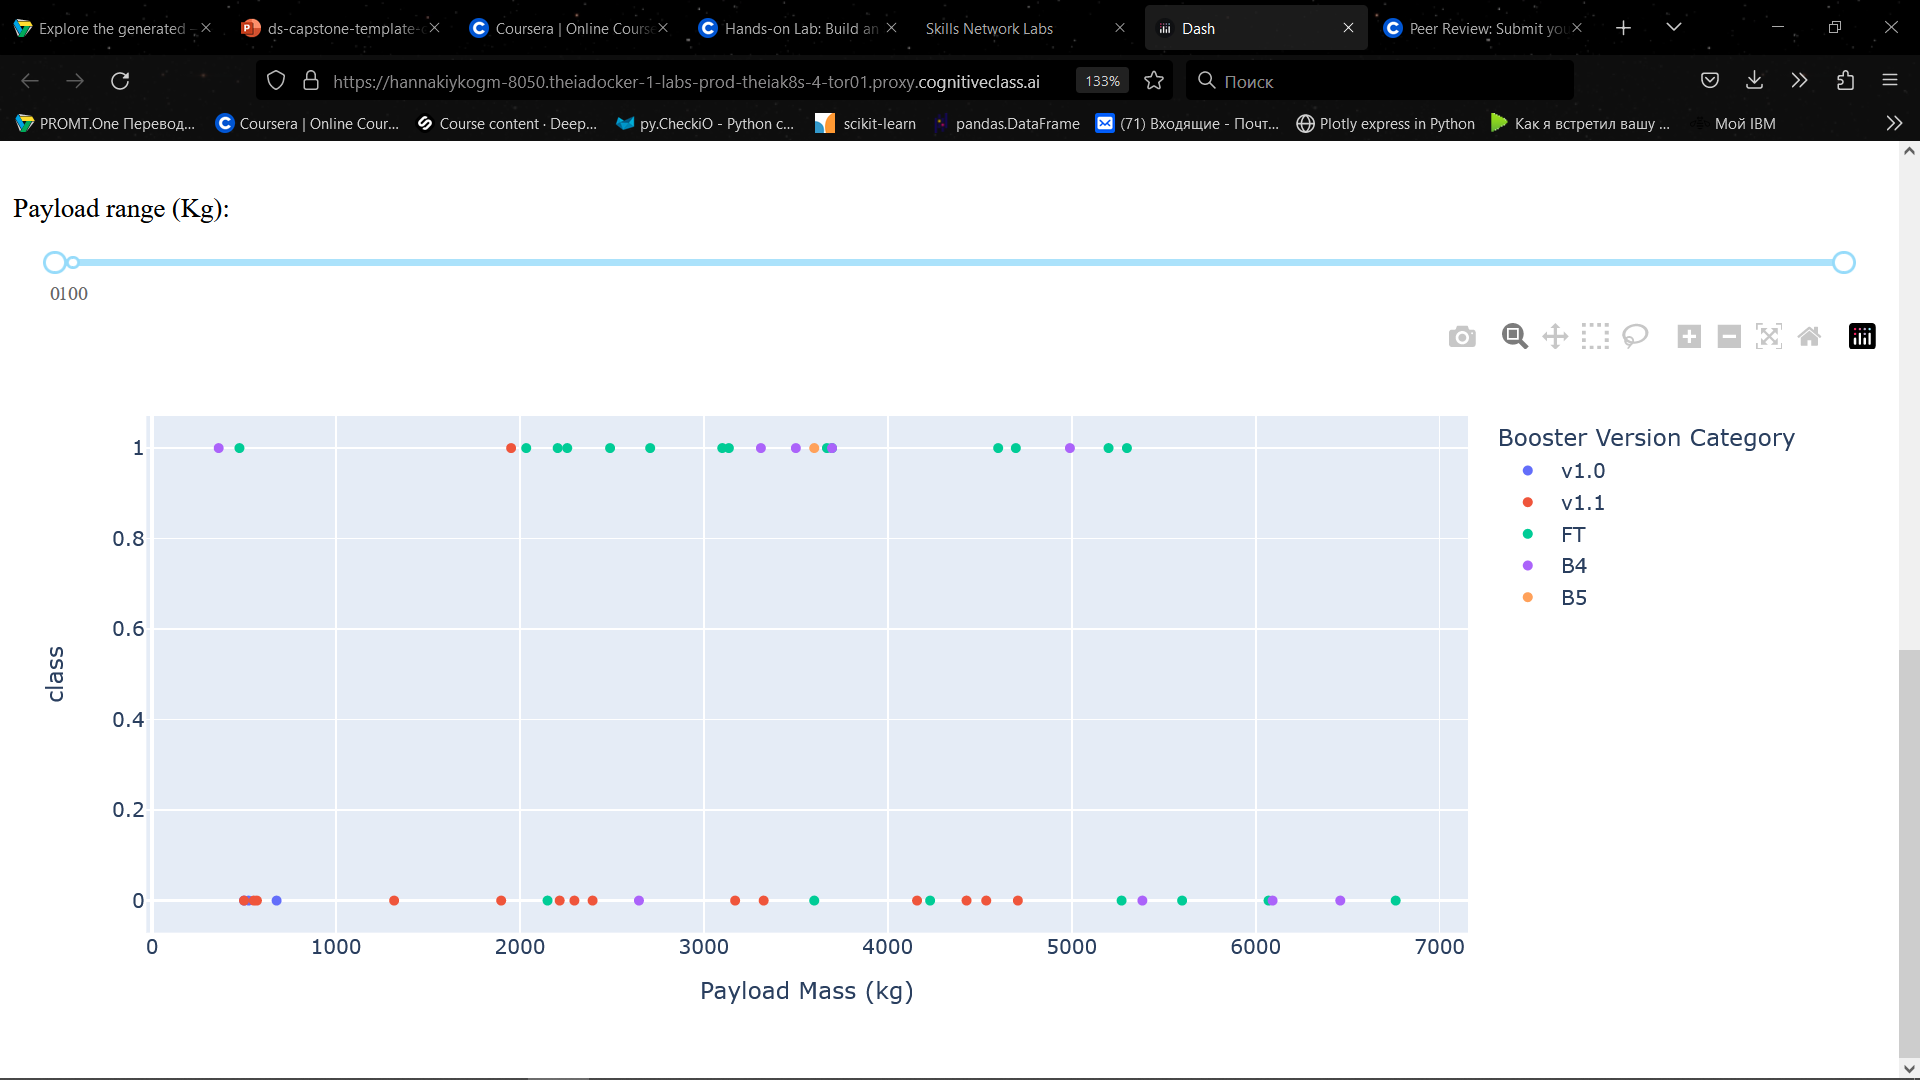 Explore the generated
ds-capstone-template-
Coursera | Online Course
Hands-on Lab: Build an
Skills Network Labs
Dash
Peer Review: Submit you
https://hannakiykogm-8050.theiadocker-1-labs-prod-theiak8s-4-tor01.proxy.cognitiveclass.ai
133%
Поиск
PROMT.One Перевод...
Coursera | Online Cour...
Course content · Deep...
py.CheckiO - Python c...
scikit-learn
pandas.DataFrame
(71) Входящие - Почт...
Plotly express in Python
Как я встретил вашу ...
Мой IBM
Payload range (Kg):
0100
Booster Version Category
v1.0
v1.1
FT
B4
B5
1
0.8
0.6
0.4
0.2
0
class
0 1000 2000 3000 4000 5000 6000 7000
Payload Mass (kg)